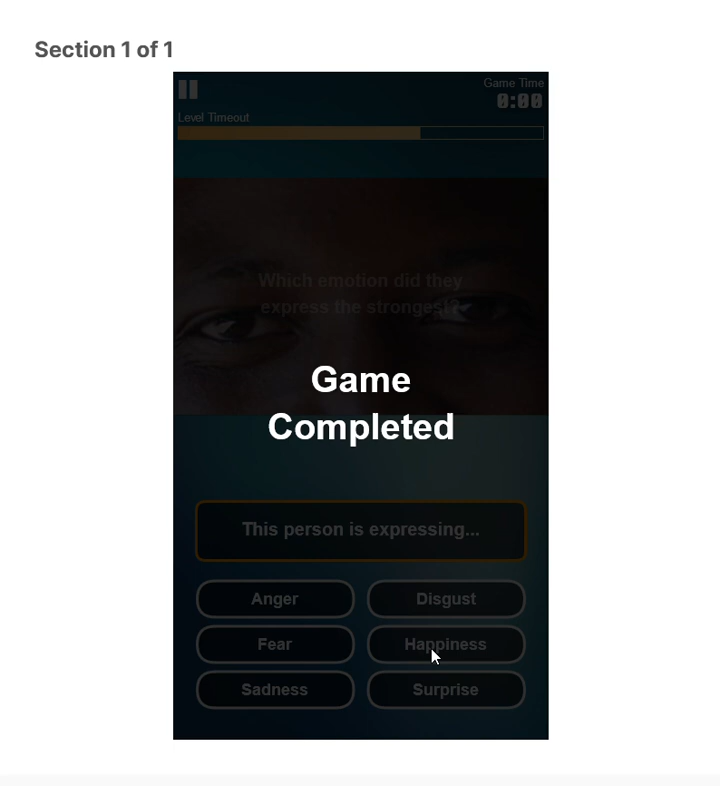 Section 1 of 1
Game Time
0:00
Level Timeout
Which emotion did they
express the strongest?
Game
Completed
This person is expressing...
Anger
Disgust
Fear
Happiness
Sadness
Surprise